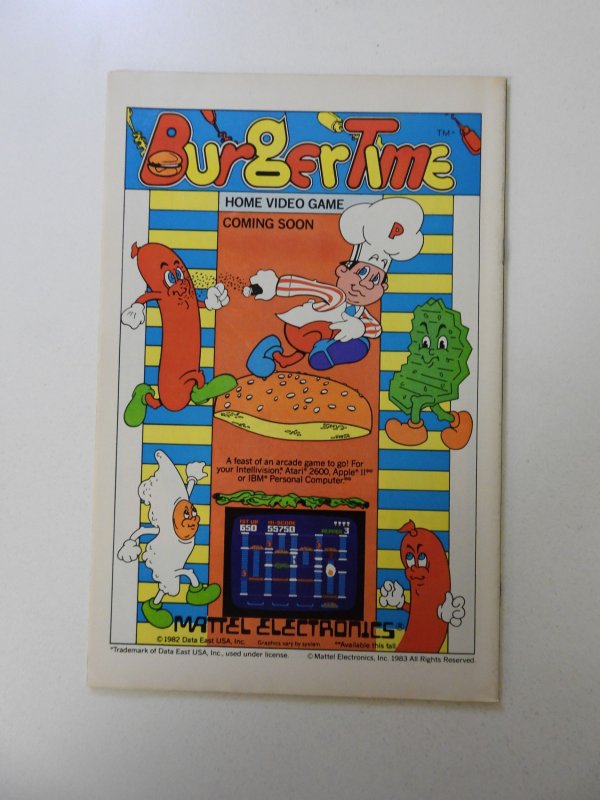 BurgerTime
TM*
HOME VIDEO GAME
COMING SOON
P
A feast of an arcade game to go! For
your Intellivision,® Atari® 2600, Apple® II**
or IBM® Personal Computer.**
1ST UP HI-SCORE
650 55750 PEPPER 3
MATTEL ELECTRONICS®
© 1982 Data East USA, Inc. Graphics vary by system **Available this fall
*Trademark of Data East USA, Inc., used under license. © Mattel Electronics, Inc. 1983 All Rights Reserved